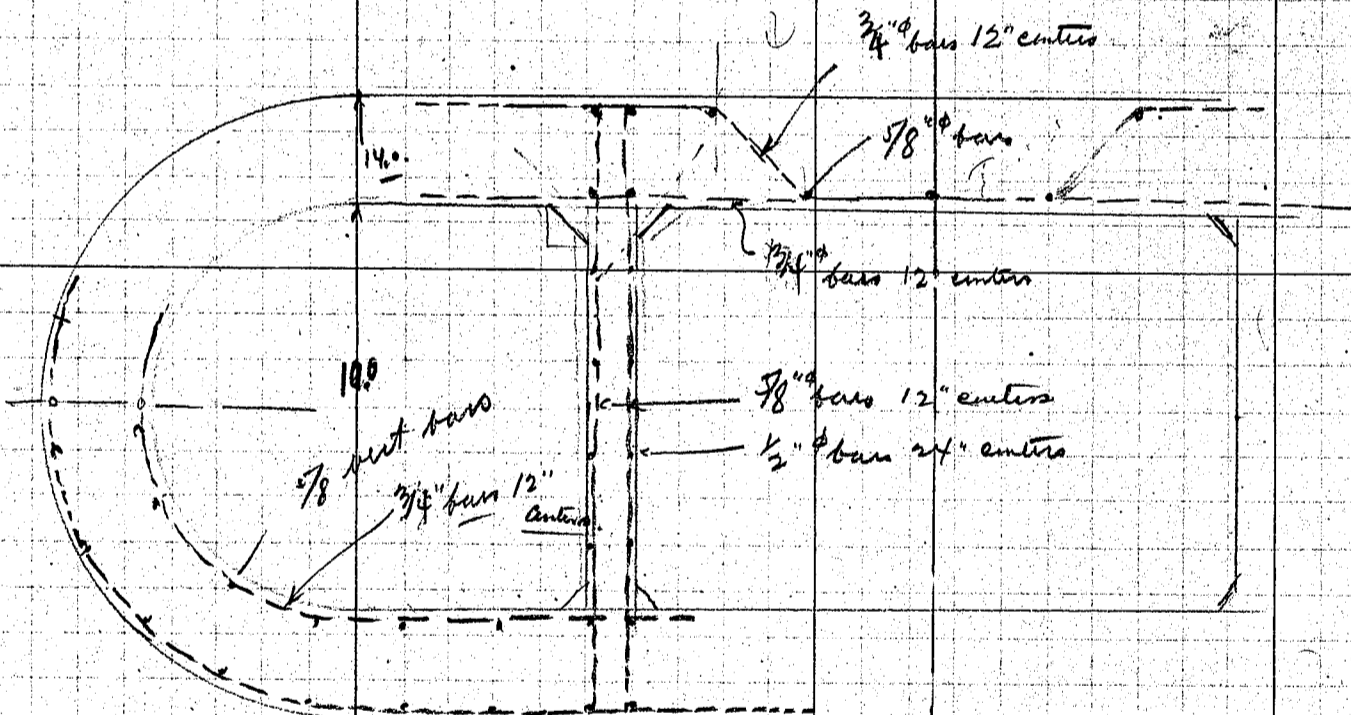 3/4"ϕ bars 12" centers
5/8"ϕ bars
14.0.
3/4"ϕ bars 12 centers
10.0
5/8"ϕ bars 12" centers
1/2"ϕ bars 24" centers
5/8 vert bars
3/4" bars 12"
centers.